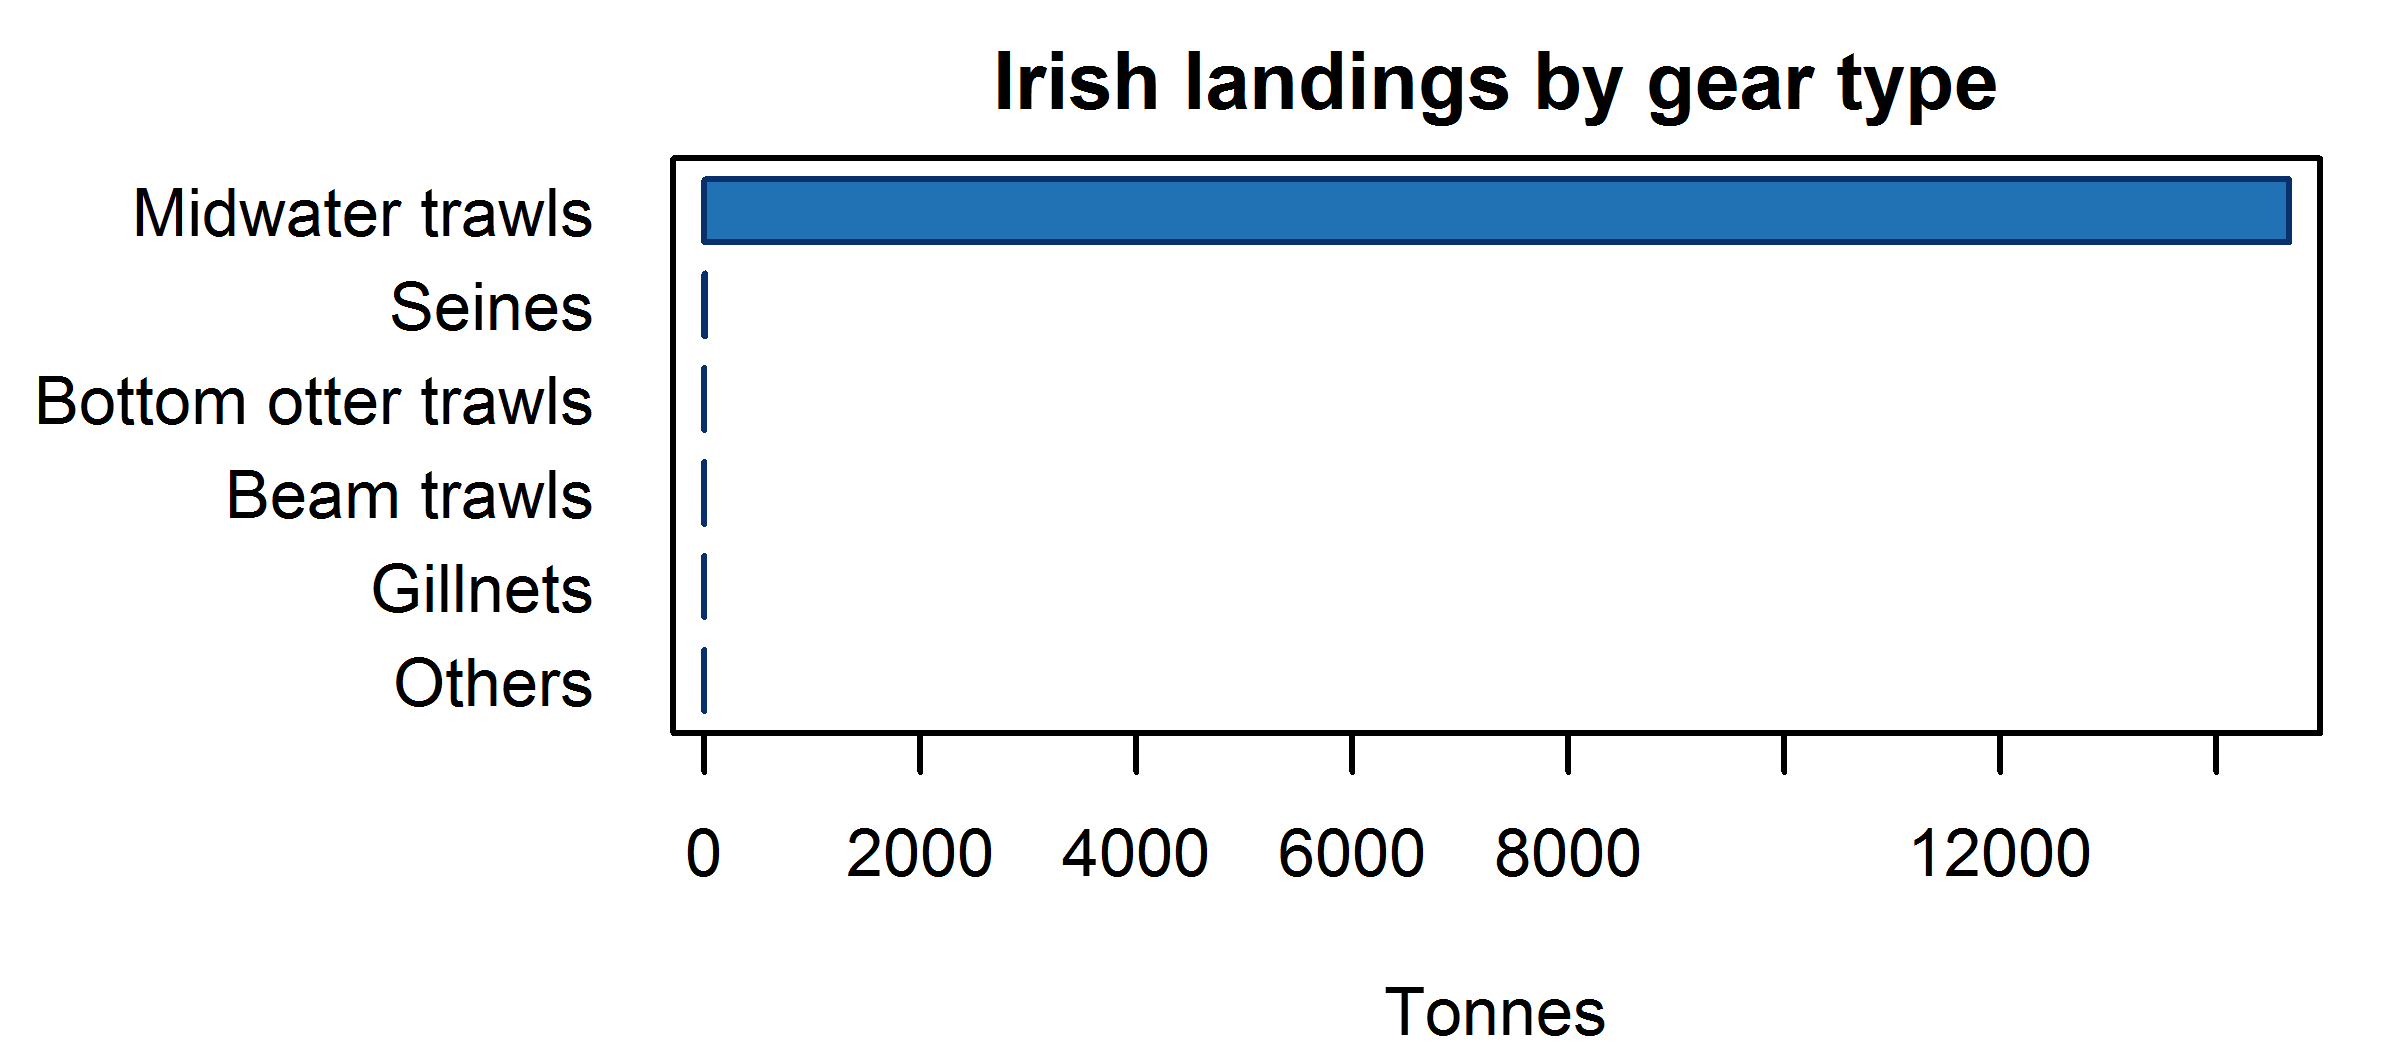 Irish landings by gear type
Midwater trawls
Seines
Bottom otter trawls
Beam trawls
Gillnets
Others
0 2000 4000 6000 8000 12000
Tonnes